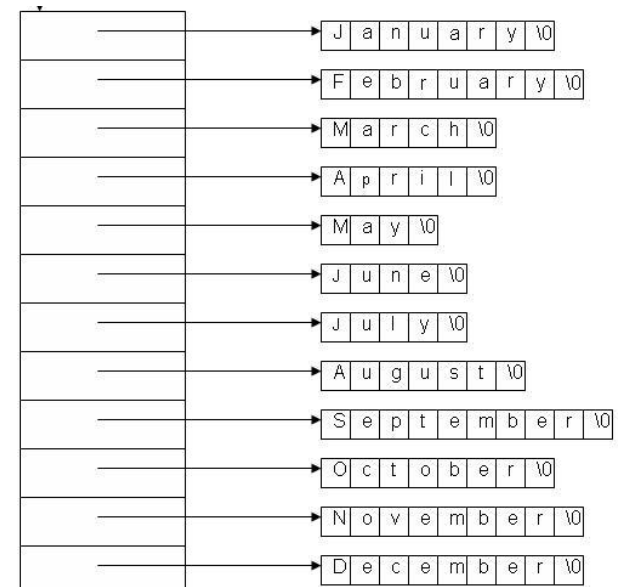 January\0
February\0
March\0
April\0
May\0
June\0
July\0
August\0
September\0
October\0
November\0
December\0